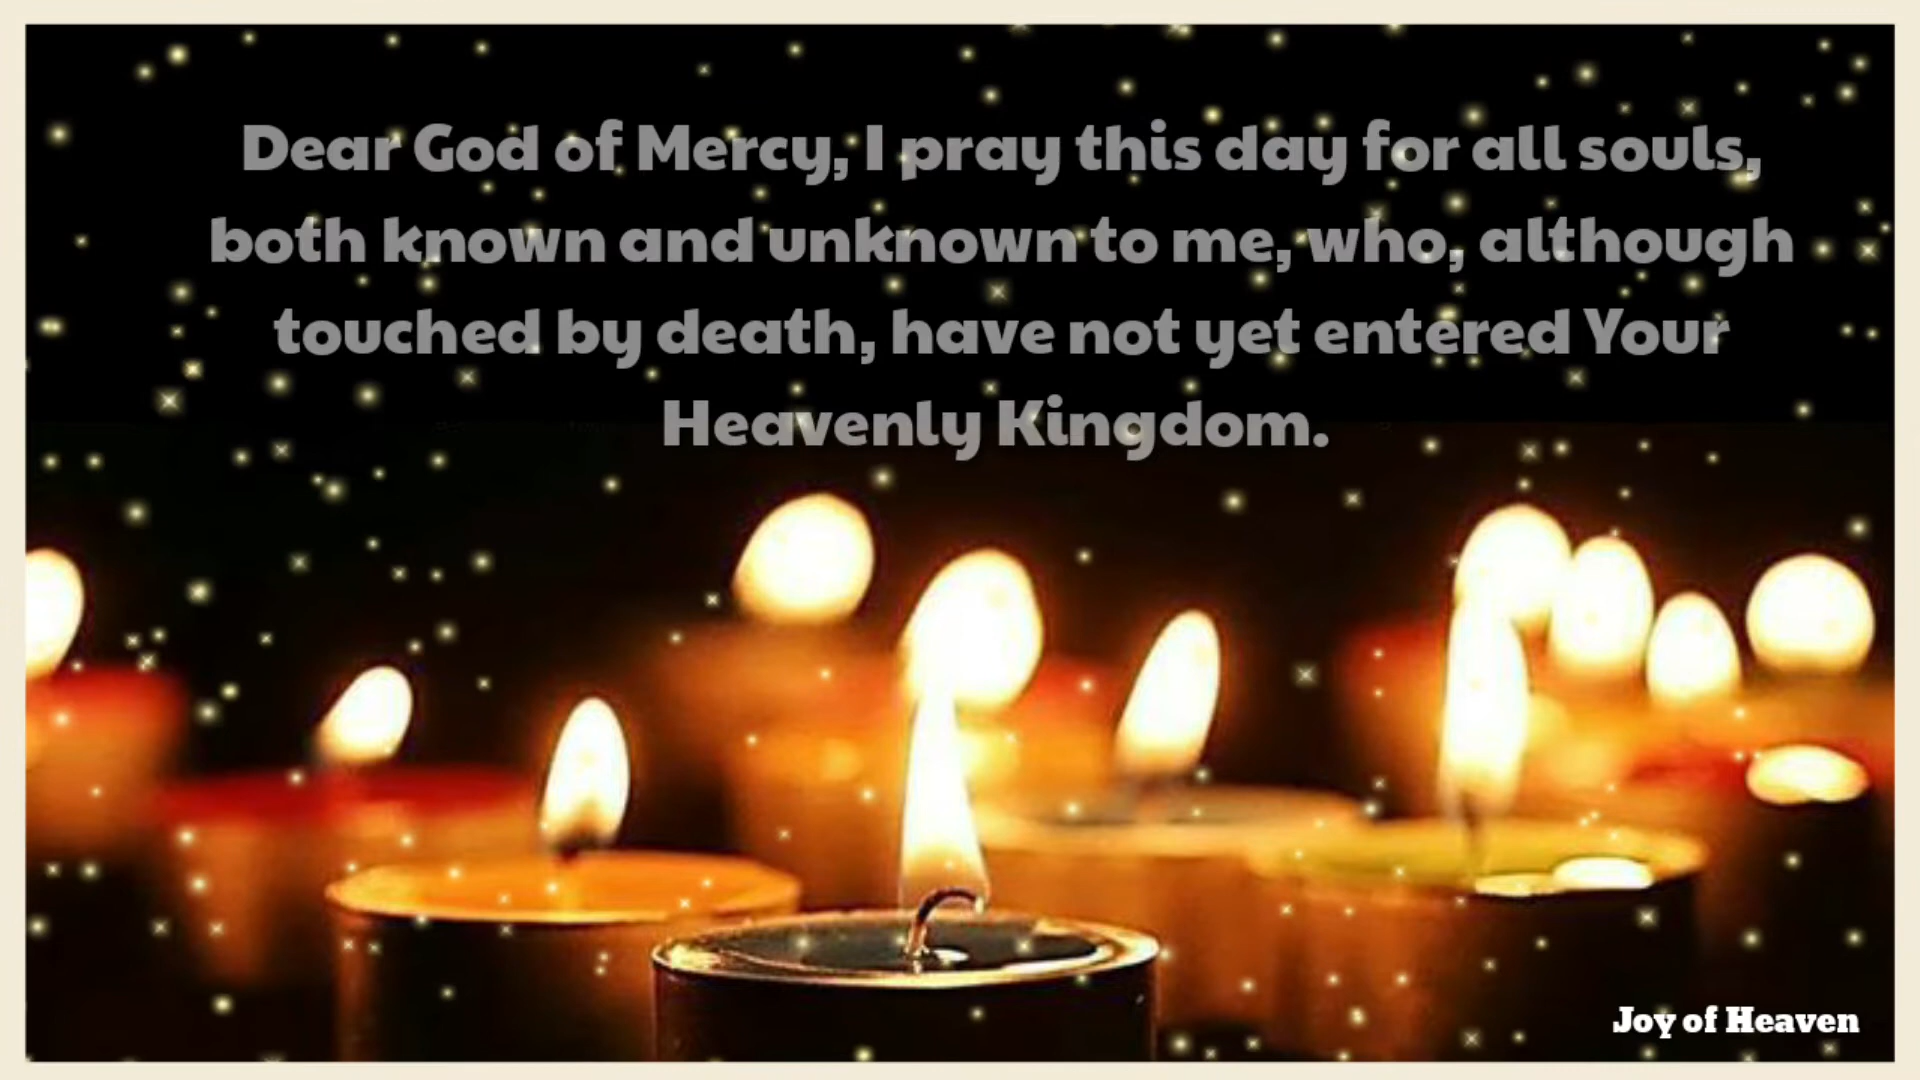 Dear God of Mercy, I pray this day for all souls,
both known and unknown to me, who, although
touched by death, have not yet entered Your
Heavenly Kingdom.
Joy of Heaven